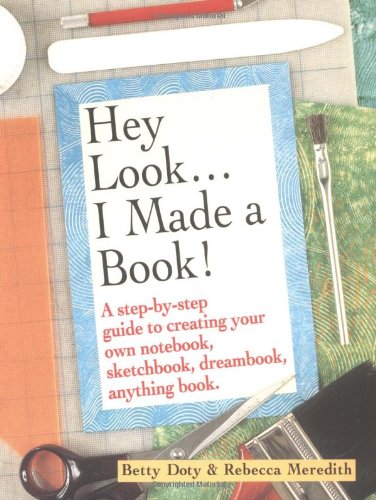 Hey
Look...
I Made a
Book!
A step-by-step
guide to creating your
own notebook,
sketchbook, dreambook,
anything book.
Betty Doty & Rebecca Meredith